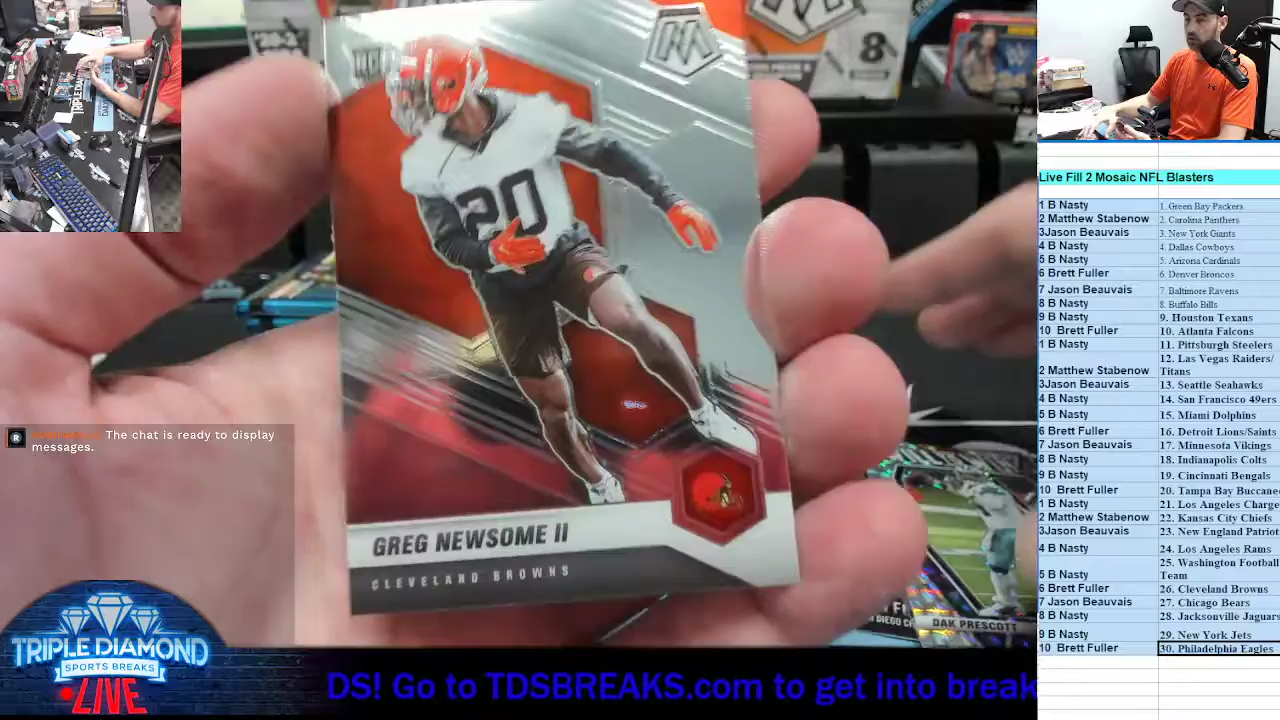 RC
8
20
GREG NEWSOME II
CLEVELAND BROWNS
DAK PRESCOTT
The chat is ready to display
messages.
TRIPLE DIAMOND
SPORTS BREAKS
LIVE
DS! Go to TDSBREAKS.com to get into break
Live Fill 2 Mosaic NFL Blasters
1 B Nasty 1. Green Bay Packers
2 Matthew Stabenow 2. Carolina Panthers
3Jason Beauvais 3. New York Giants
4 B Nasty 4. Dallas Cowboys
5 B Nasty 5. Arizona Cardinals
6 Brett Fuller 6. Denver Broncos
7 Jason Beauvais 7. Baltimore Ravens
8 B Nasty 8. Buffalo Bills
9 B Nasty 9. Houston Texans
10 Brett Fuller 10. Atlanta Falcons
1 B Nasty 11. Pittsburgh Steelers
2 Matthew Stabenow 12. Las Vegas Raiders/
Titans
3Jason Beauvais 13. Seattle Seahawks
4 B Nasty 14. San Francisco 49ers
5 B Nasty 15. Miami Dolphins
6 Brett Fuller 16. Detroit Lions/Saints
7 Jason Beauvais 17. Minnesota Vikings
8 B Nasty 18. Indianapolis Colts
9 B Nasty 19. Cincinnati Bengals
10 Brett Fuller 20. Tampa Bay Buccane
1 B Nasty 21. Los Angeles Charge
2 Matthew Stabenow 22. Kansas City Chiefs
3Jason Beauvais 23. New England Patriot
4 B Nasty 24. Los Angeles Rams
5 B Nasty 25. Washington Football
Team
6 Brett Fuller 26. Cleveland Browns
7 Jason Beauvais 27. Chicago Bears
8 B Nasty 28. Jacksonville Jaguars
9 B Nasty 29. New York Jets
10 Brett Fuller 30. Philadelphia Eagles